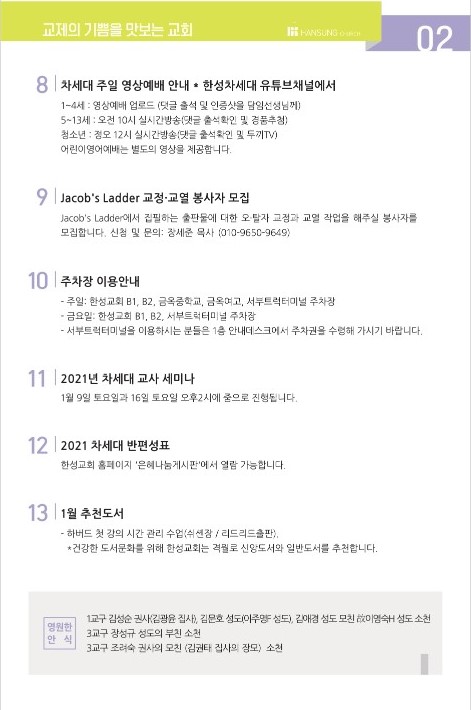 교제의 기쁨을 맛보는 교회
HANSUNG CHURCH
02
8 차세대 주일 영상예배 안내 * 한성차세대 유튜브채널에서
1~4세 : 영상예배 업로드 (댓글 출석 및 인증샷을 담임선생님께)
5~13세 : 오전 10시 실시간방송(댓글 출석확인 및 경품추첨)
청소년 : 정오 12시 실시간방송(댓글 출석확인 및 두끼TV)
어린이영어예배는 별도의 영상을 제공합니다.
9 Jacob's Ladder 교정·교열 봉사자 모집
Jacob's Ladder에서 집필하는 출판물에 대한 오·탈자 교정과 교열 작업을 해주실 봉사자를
모집합니다. 신청 및 문의: 장세준 목사 (010-9650-9649)
10 주차장 이용안내
- 주일: 한성교회 B1, B2, 금옥중학교, 금옥여고, 서부트럭터미널 주차장
- 금요일: 한성교회 B1, B2, 서부트럭터미널 주차장
- 서부트럭터미널을 이용하시는 분들은 1층 안내데스크에서 주차권을 수령해 가시기 바랍니다.
11 2021년 차세대 교사 세미나
1월 9일 토요일과 16일 토요일 오후2시에 줌으로 진행됩니다.
12 2021 차세대 반편성표
한성교회 홈페이지 '은혜나눔게시판'에서 열람 가능합니다.
13 1월 추천도서
- 하버드 첫 강의 시간 관리 수업(쉬셴장 / 리드리드출판).
*건강한 도서문화를 위해 한성교회는 격월로 신앙도서와 일반도서를 추천합니다.
영원한
안 식
1교구 김성순 권사(김광윤 집사), 김문호 성도(이주영F 성도), 김애경 성도 모친 故이영숙H 성도 소천
3교구 장성규 성도의 부친 소천
3교구 조려숙 권사의 모친 (김권태 집사의 장모) 소천